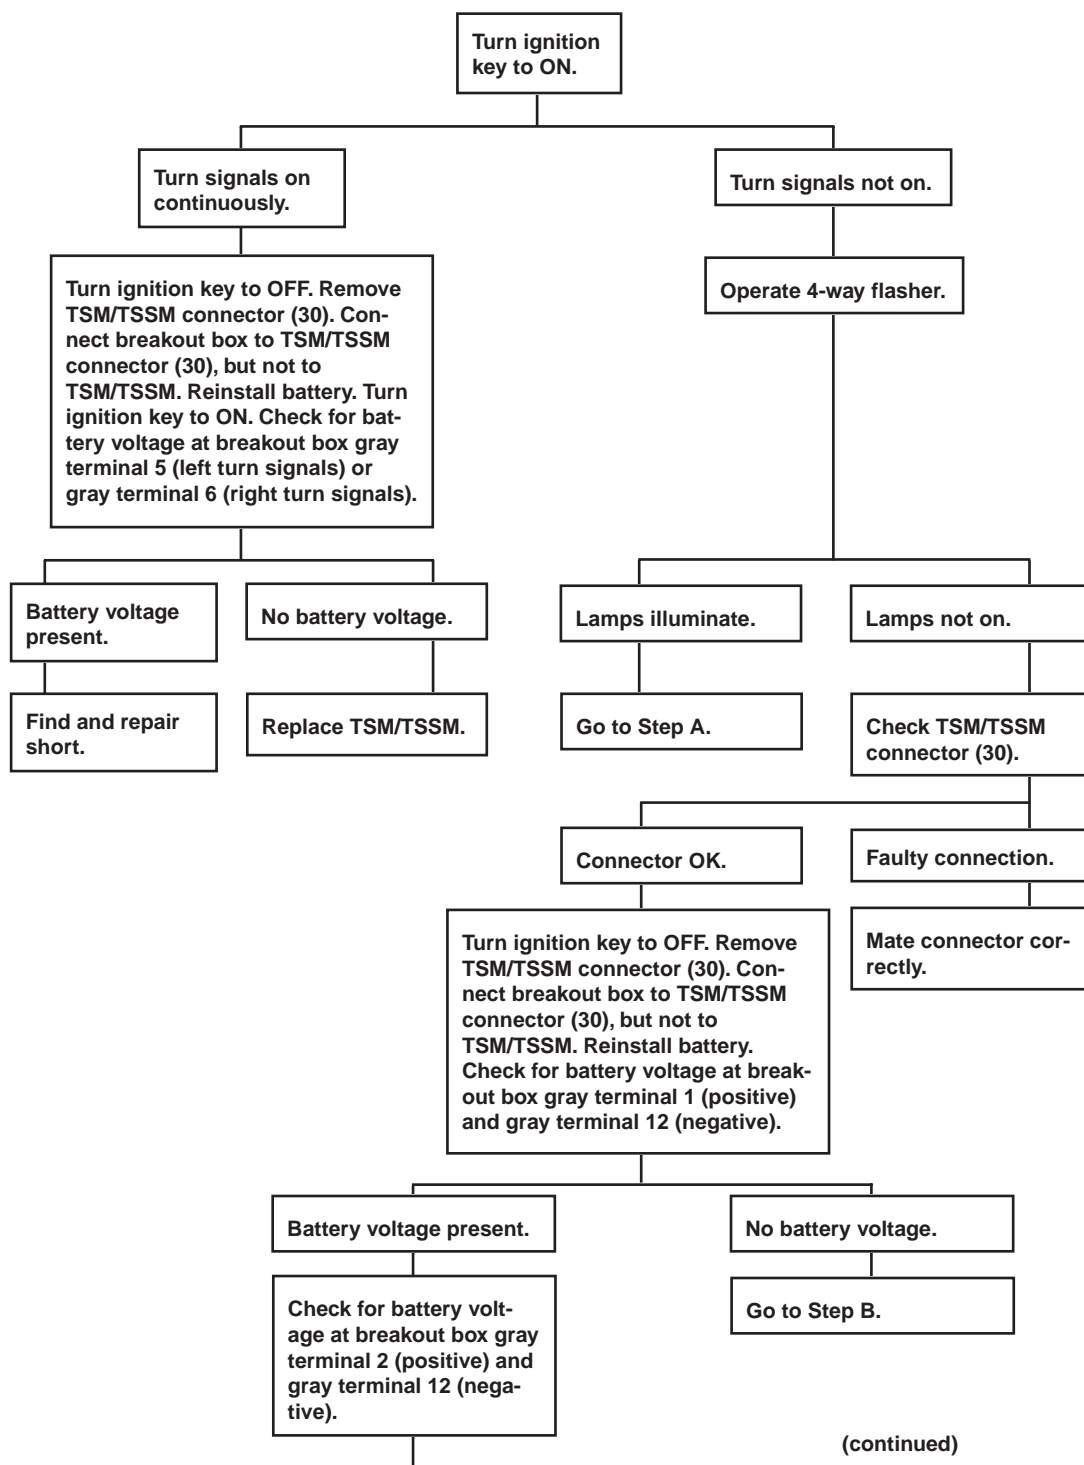 Turn ignition
key to ON.
Turn signals on
continuously.
Turn signals not on.
Turn ignition key to OFF. Remove
TSM/TSSM connector (30). Con-
nect breakout box to TSM/TSSM
connector (30), but not to
TSM/TSSM. Reinstall battery. Turn
ignition key to ON. Check for bat-
tery voltage at breakout box gray
terminal 5 (left turn signals) or
gray terminal 6 (right turn signals).
Operate 4-way flasher.
Battery voltage
present.
No battery voltage.
Lamps illuminate.
Lamps not on.
Find and repair
short.
Replace TSM/TSSM.
Go to Step A.
Check TSM/TSSM
connector (30).
Connector OK.
Faulty connection.
Turn ignition key to OFF. Remove
TSM/TSSM connector (30). Con-
nect breakout box to TSM/TSSM
connector (30), but not to
TSM/TSSM. Reinstall battery.
Check for battery voltage at break-
out box gray terminal 1 (positive)
and gray terminal 12 (negative).
Mate connector cor-
rectly.
Battery voltage present.
No battery voltage.
Check for battery volt-
age at breakout box gray
terminal 2 (positive) and
gray terminal 12 (nega-
tive).
Go to Step B.
(continued)